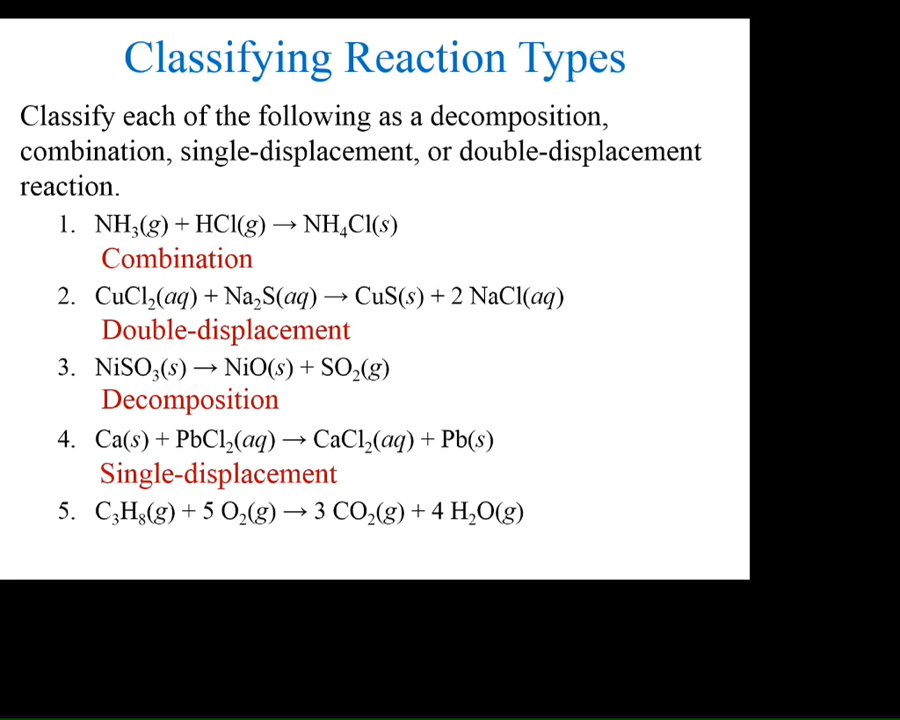 Classifying Reaction Types
Classify each of the following as a decomposition,
combination, single-displacement, or double-displacement
reaction.
1. NH₃(g) + HCl(g) → NH₄Cl(s)
Combination
2. CuCl₂(aq) + Na₂S(aq) → CuS(s) + 2 NaCl(aq)
Double-displacement
3. NiSO₃(s) → NiO(s) + SO₂(g)
Decomposition
4. Ca(s) + PbCl₂(aq) → CaCl₂(aq) + Pb(s)
Single-displacement
5. C₃H₈(g) + 5 O₂(g) → 3 CO₂(g) + 4 H₂O(g)